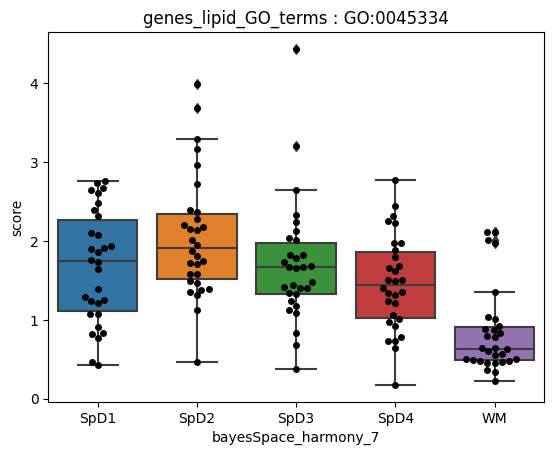 genes_lipid_GO_terms : GO:0045334
score
4
3
2
1
0
SpD1 SpD2 SpD3 SpD4 WM
bayesSpace_harmony_7